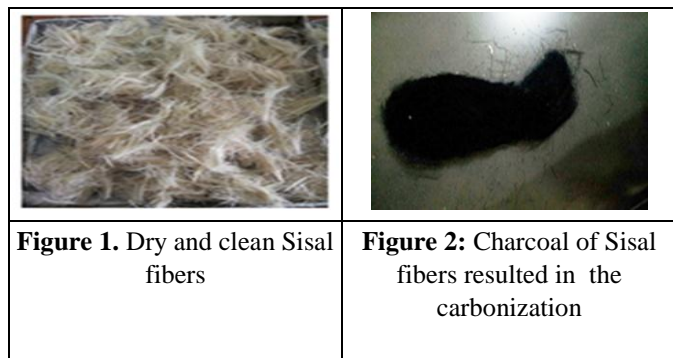 Figure 1. Dry and clean Sisal
fibers
Figure 2: Charcoal of Sisal
fibers resulted in the
carbonization